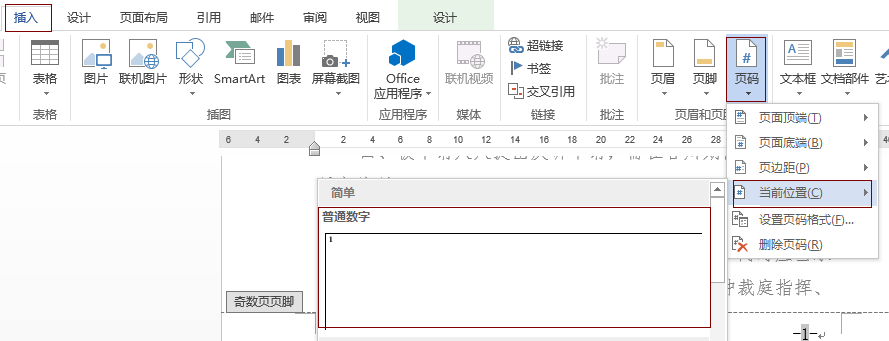 插入 设计 页面布局 引用 邮件 审阅 视图 设计
表格 图片 联机图片 形状 SmartArt 图表 屏幕截图 Office 应用程序 联机视频 超链接 书签 交叉引用 批注 页眉 页脚 页码 文本框 文档部件
表格 插图 应用程序 媒体 链接 批注 页眉和页
6 4 2 2 4 6 8 10 12 14 16 18 20 22 24 26 28
页面顶端(T)
页面底端(B)
页边距(P)
当前位置(C)
设置页码格式(F)...
删除页码(R)
简单
普通数字
1
裁庭指挥、
奇数页页脚
-1-